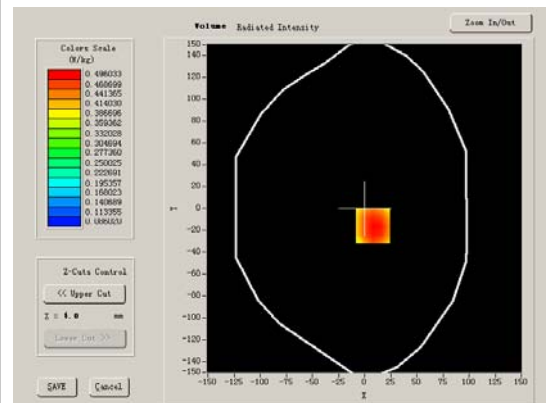 Volume Radiated Intensity
Zoom In/Out
Colors Scale
(W/kg)
0.496033
0.468699
0.441365
0.414030
0.386696
0.359362
0.332028
0.304694
0.277360
0.250025
0.222691
0.195357
0.168023
0.140689
0.113355
0.086020
Z-Cuts Control
<< Upper Cut
Z = 4.0 mm
Lower Cut >>
SAVE Cancel
150
140
120
100
80
60
40
20
0
-20
-40
-60
-80
-100
-120
-140
-150
Y
-150 -125 -100 -75 -50 -25 0 25 50 75 100 125 150
X